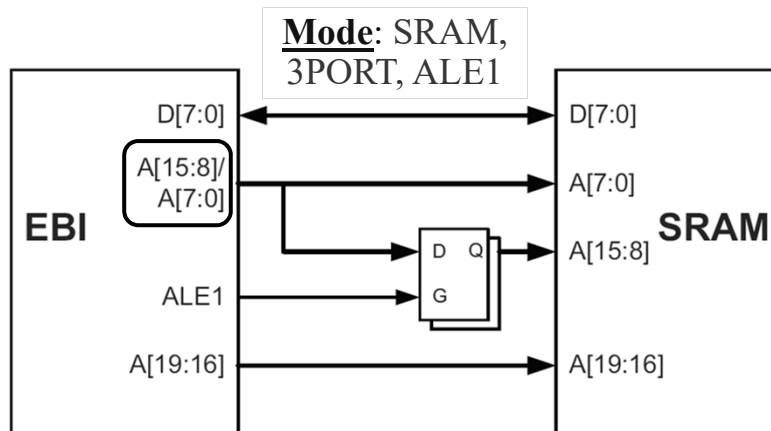 Mode: SRAM,
3PORT, ALE1
EBI
D[7:0]
A[15:8]/
A[7:0]
ALE1
A[19:16]
D Q
G
SRAM
D[7:0]
A[7:0]
A[15:8]
A[19:16]